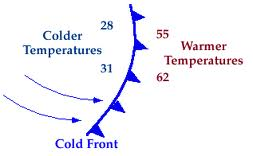 28
Colder
Temperatures
31
55
Warmer
Temperatures
62
Cold Front